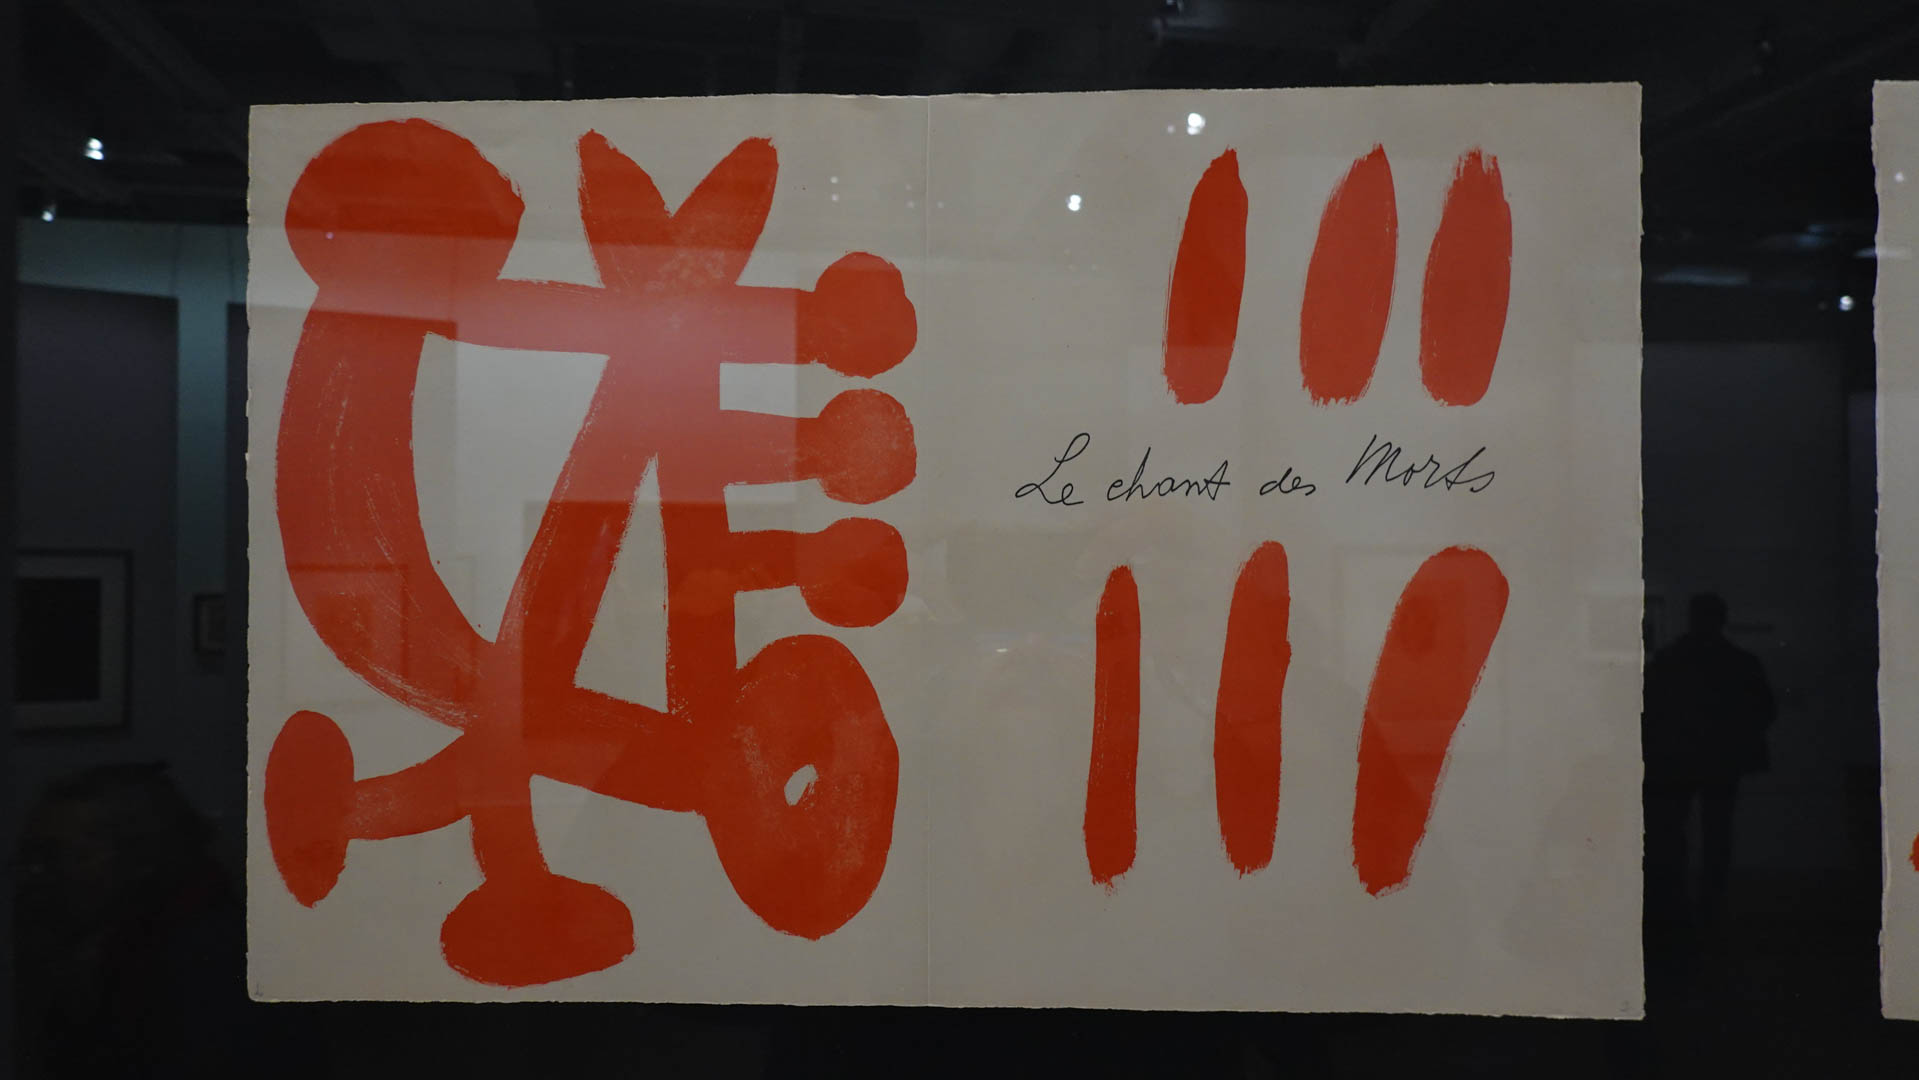 Le chant des Morts